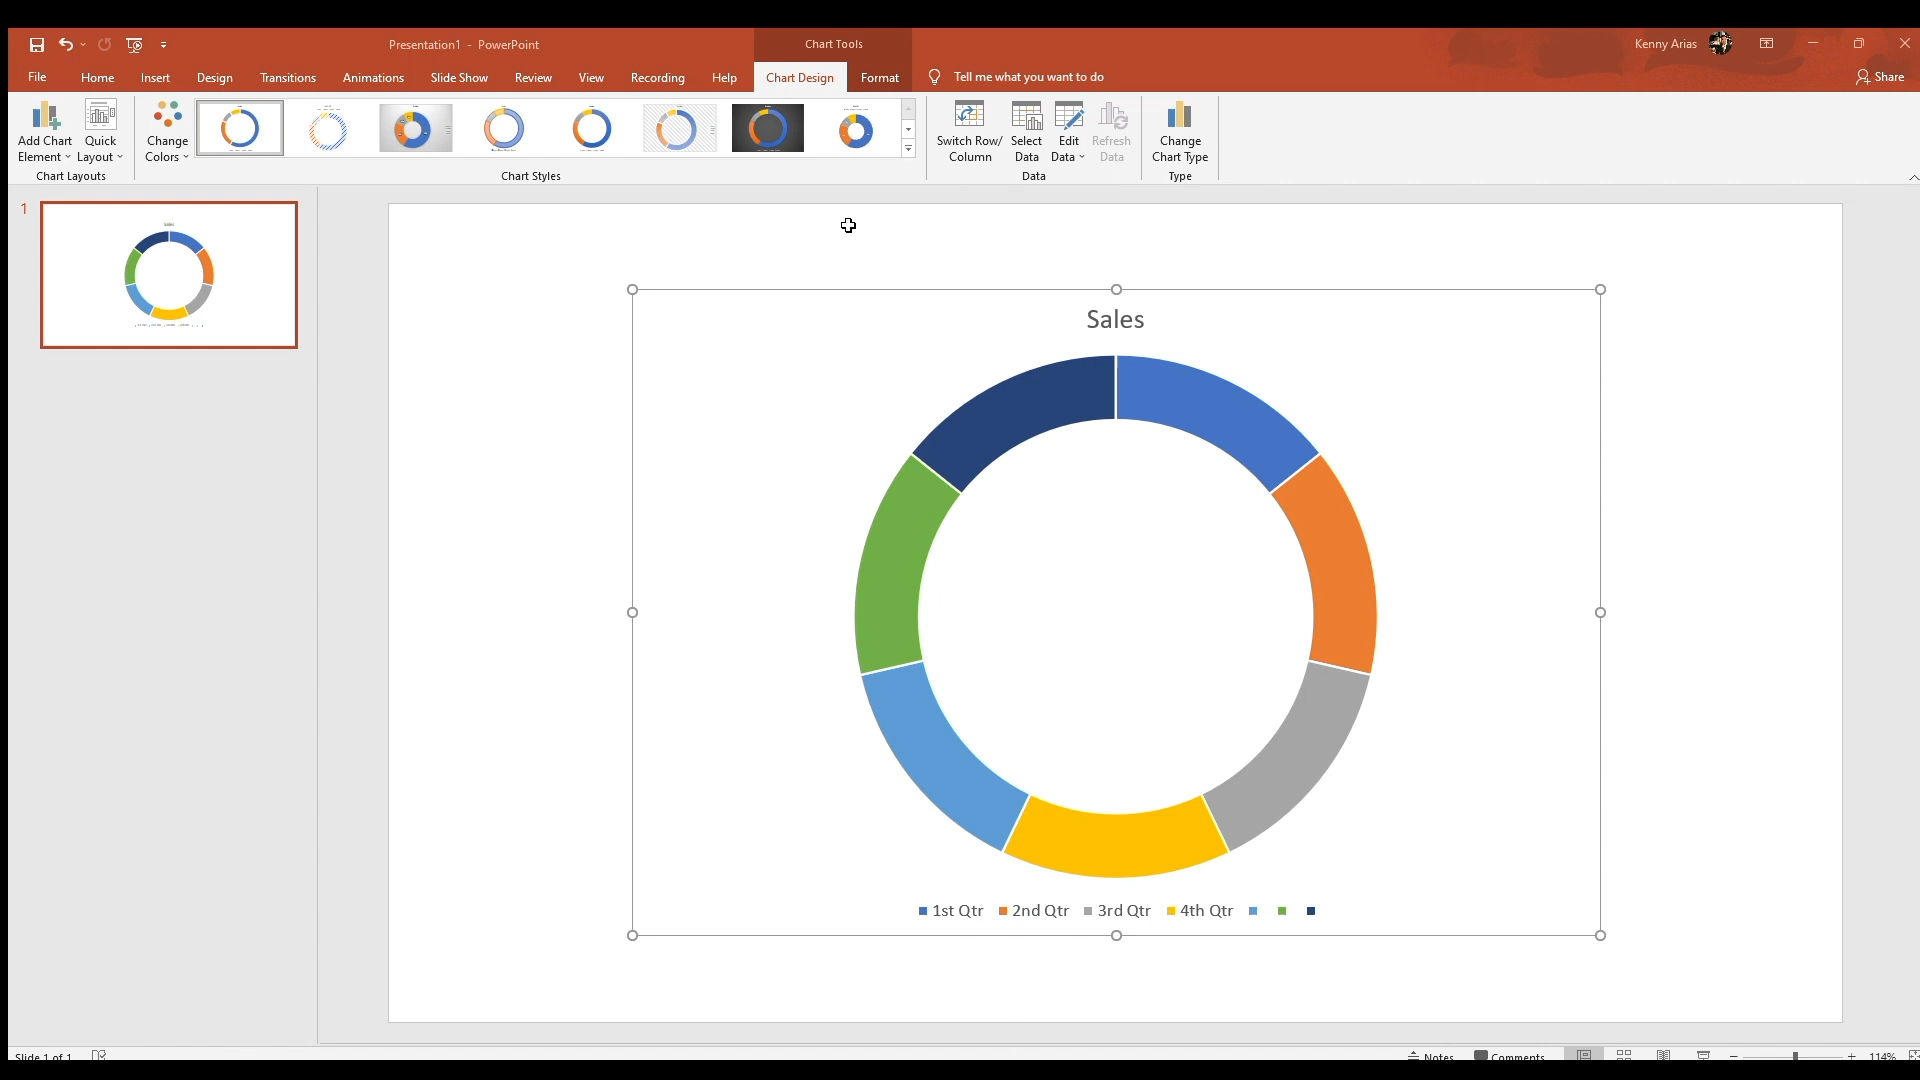 Presentation1 - PowerPoint
Chart Tools
Kenny Arias
File Home Insert Design Transitions Animations Slide Show Review View Recording Help Chart Design Format Tell me what you want to do Share
Add Chart Element
Quick Layout
Chart Layouts
Change Colors
Chart Styles
Switch Row/ Column
Select Data
Edit Data
Refresh Data
Data
Change Chart Type
Type
1
Sales
1st Qtr 2nd Qtr 3rd Qtr 4th Qtr
Slide 1 of 1
Notes Comments 114%